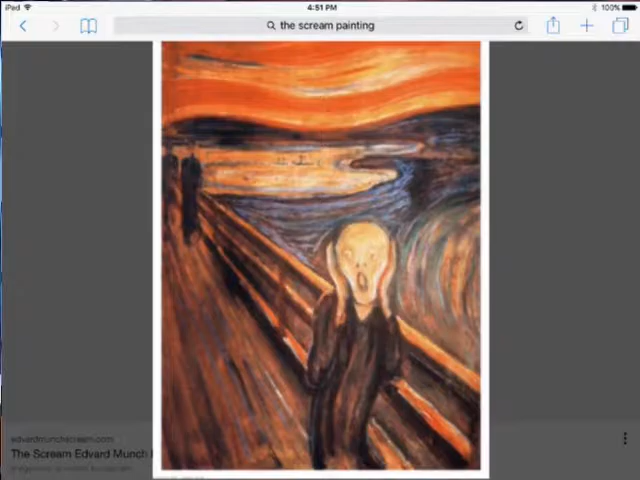 iPad 4:51 PM 100%
the scream painting
edvardmunchscream.com
The Scream Edvard Munch